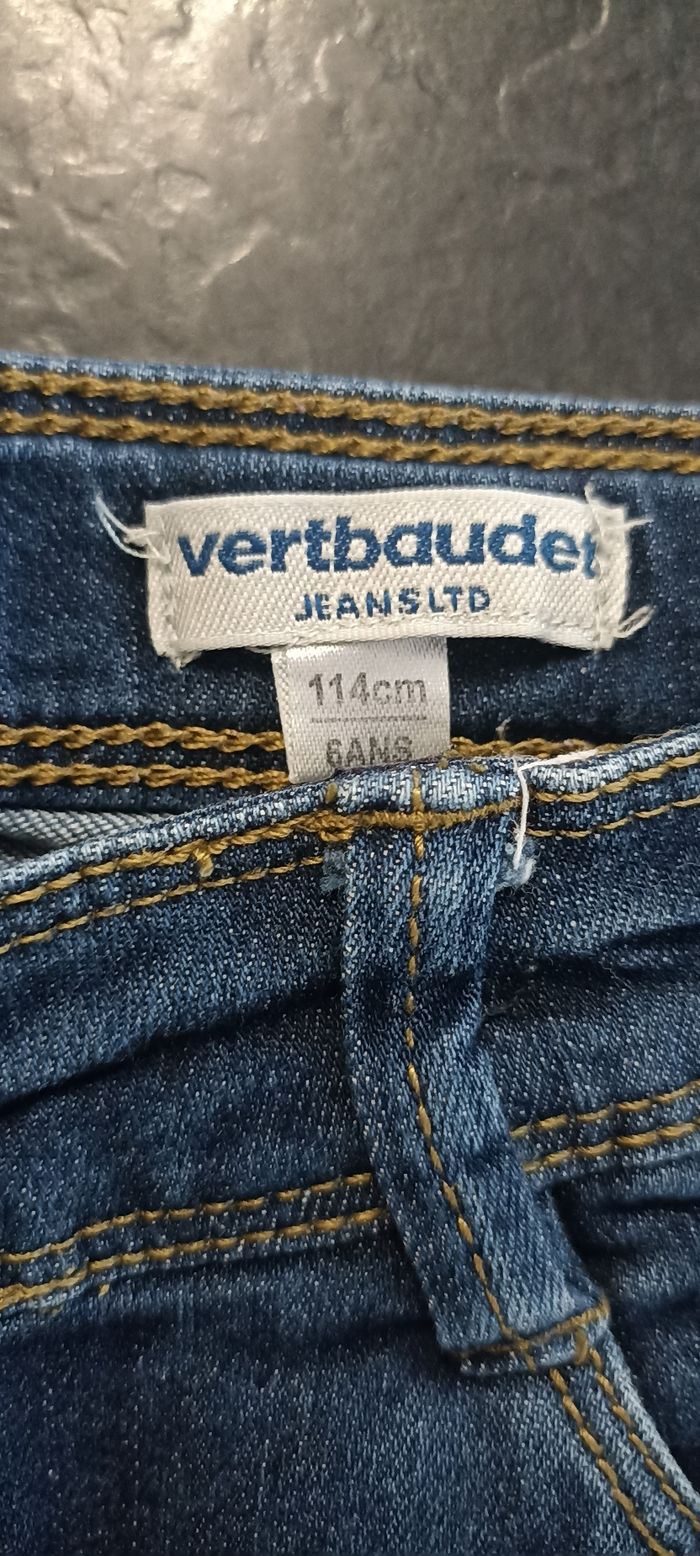 vertbaudet
JEANS LTD
114cm
6ANS